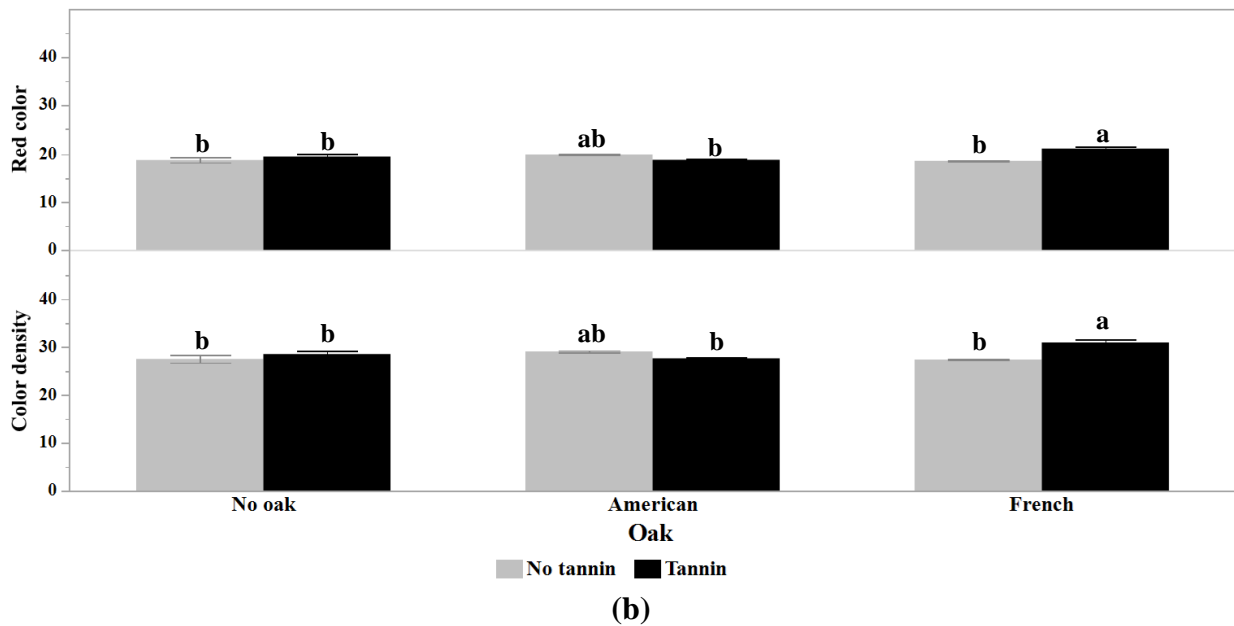 Red color
40
30
20
10
0
b
b
ab
b
b
a
Color density
40
30
20
10
0
b
b
ab
b
b
a
No oak American French
Oak
No tannin Tannin
(b)